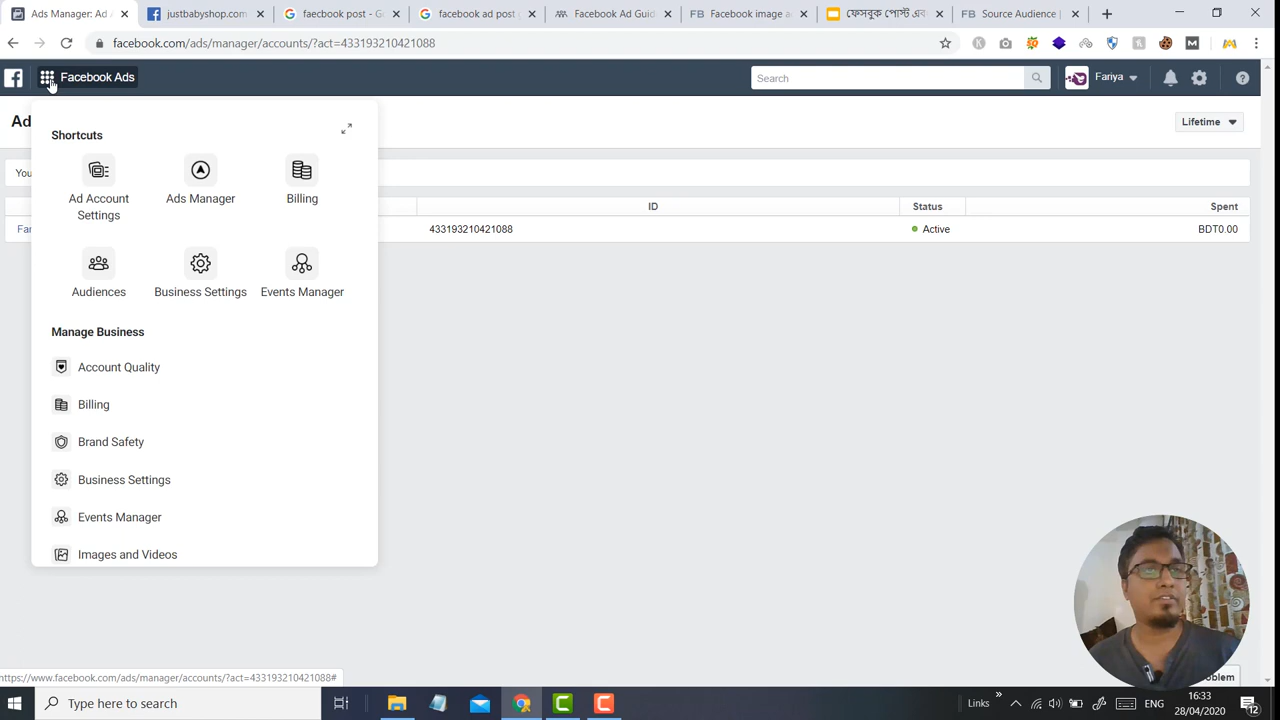 Ads Manager: Ad Acc
justbabyshop.com
faecbook post - G
facebook ad post
Facebook Ad Guid
Facebook image a
ফেসবুক পোস্ট এব
Source Audience |
facebook.com/ads/manager/accounts/?act=433193210421088
Facebook Ads
Search
Fariya
Ad
Lifetime
Shortcuts
You
Ad Account
Settings
Ads Manager
Billing
ID
Status
Spent
Far
433193210421088
Active
BDT0.00
Audiences
Business Settings
Events Manager
Manage Business
Account Quality
Billing
Brand Safety
Business Settings
Events Manager
Images and Videos
https://www.facebook.com/ads/manager/accounts/?act=433193210421088#
oblem
Type here to search
Links
ENG
16:33
28/04/2020
12